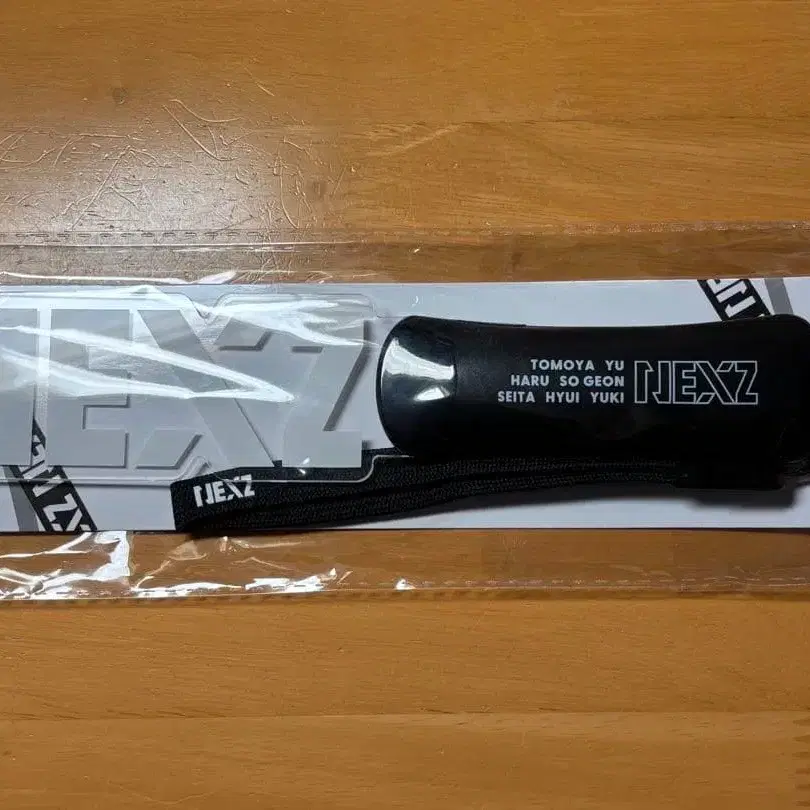 NEXZ
TOMOYA YU
HARU SO GEON
SEITA HYUI YUKI
NEXZ
NEXZ